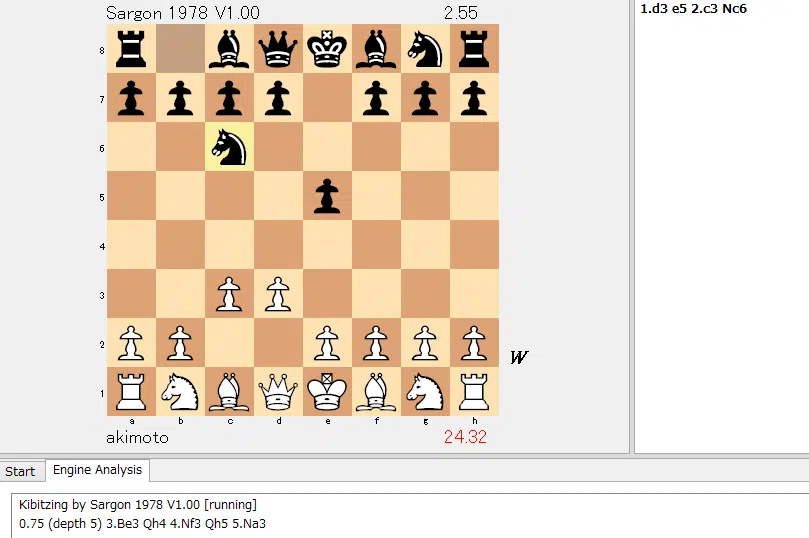 Sargon 1978 V1.00 2.55
1.d3 e5 2.c3 Nc6
8
7
6
5
4
3
2
W
1
a b c d e f g h
akimoto 24.32
Start Engine Analysis
Kibitzing by Sargon 1978 V1.00 [running]
0.75 (depth 5) 3.Be3 Qh4 4.Nf3 Qh5 5.Na3